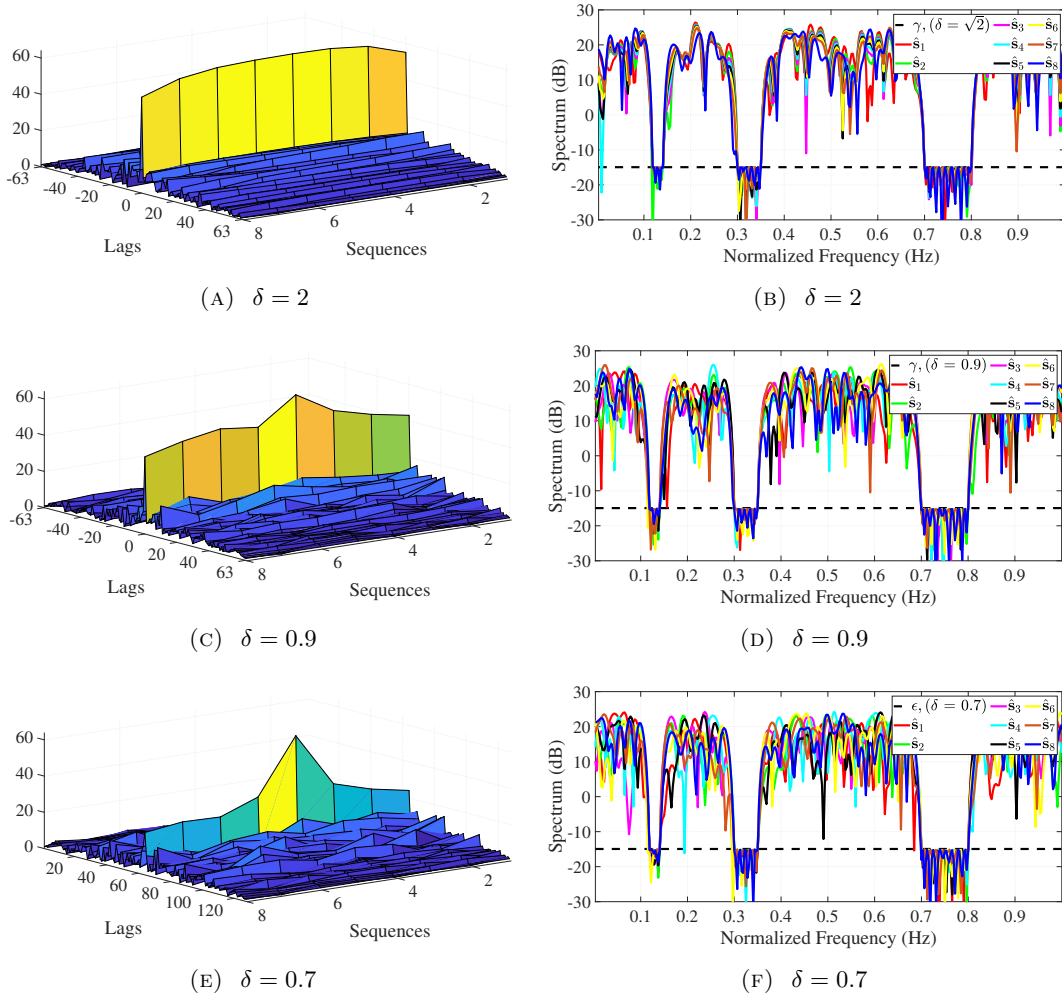 60
40
20
0
-63
-40
-20
0
20
40
63
8
6
4
2
Lags
Sequences
(A) δ = 2
30
20
10
0
-10
-20
-30
Spectrum (dB)
γ, (δ = √2) ŝ₃ ŝ₆
ŝ₁ ŝ₄ ŝ₇
ŝ₂ ŝ₅ ŝ₈
0.1 0.2 0.3 0.4 0.5 0.6 0.7 0.8 0.9
Normalized Frequency (Hz)
(B) δ = 2
60
40
20
0
-63
-40
-20
0
20
40
63
8
6
4
2
Lags
Sequences
(C) δ = 0.9
30
20
10
0
-10
-20
-30
Spectrum (dB)
γ, (δ = 0.9) ŝ₃ ŝ₆
ŝ₁ ŝ₄ ŝ₇
ŝ₂ ŝ₅ ŝ₈
0.1 0.2 0.3 0.4 0.5 0.6 0.7 0.8 0.9
Normalized Frequency (Hz)
(D) δ = 0.9
60
40
20
0
20
40
60
80
100
120
8
6
4
2
Lags
Sequences
(E) δ = 0.7
30
20
10
0
-10
-20
-30
Spectrum (dB)
ϵ, (δ = 0.7) ŝ₃ ŝ₆
ŝ₁ ŝ₄ ŝ₇
ŝ₂ ŝ₅ ŝ₈
0.1 0.2 0.3 0.4 0.5 0.6 0.7 0.8 0.9
Normalized Frequency (Hz)
(F) δ = 0.7